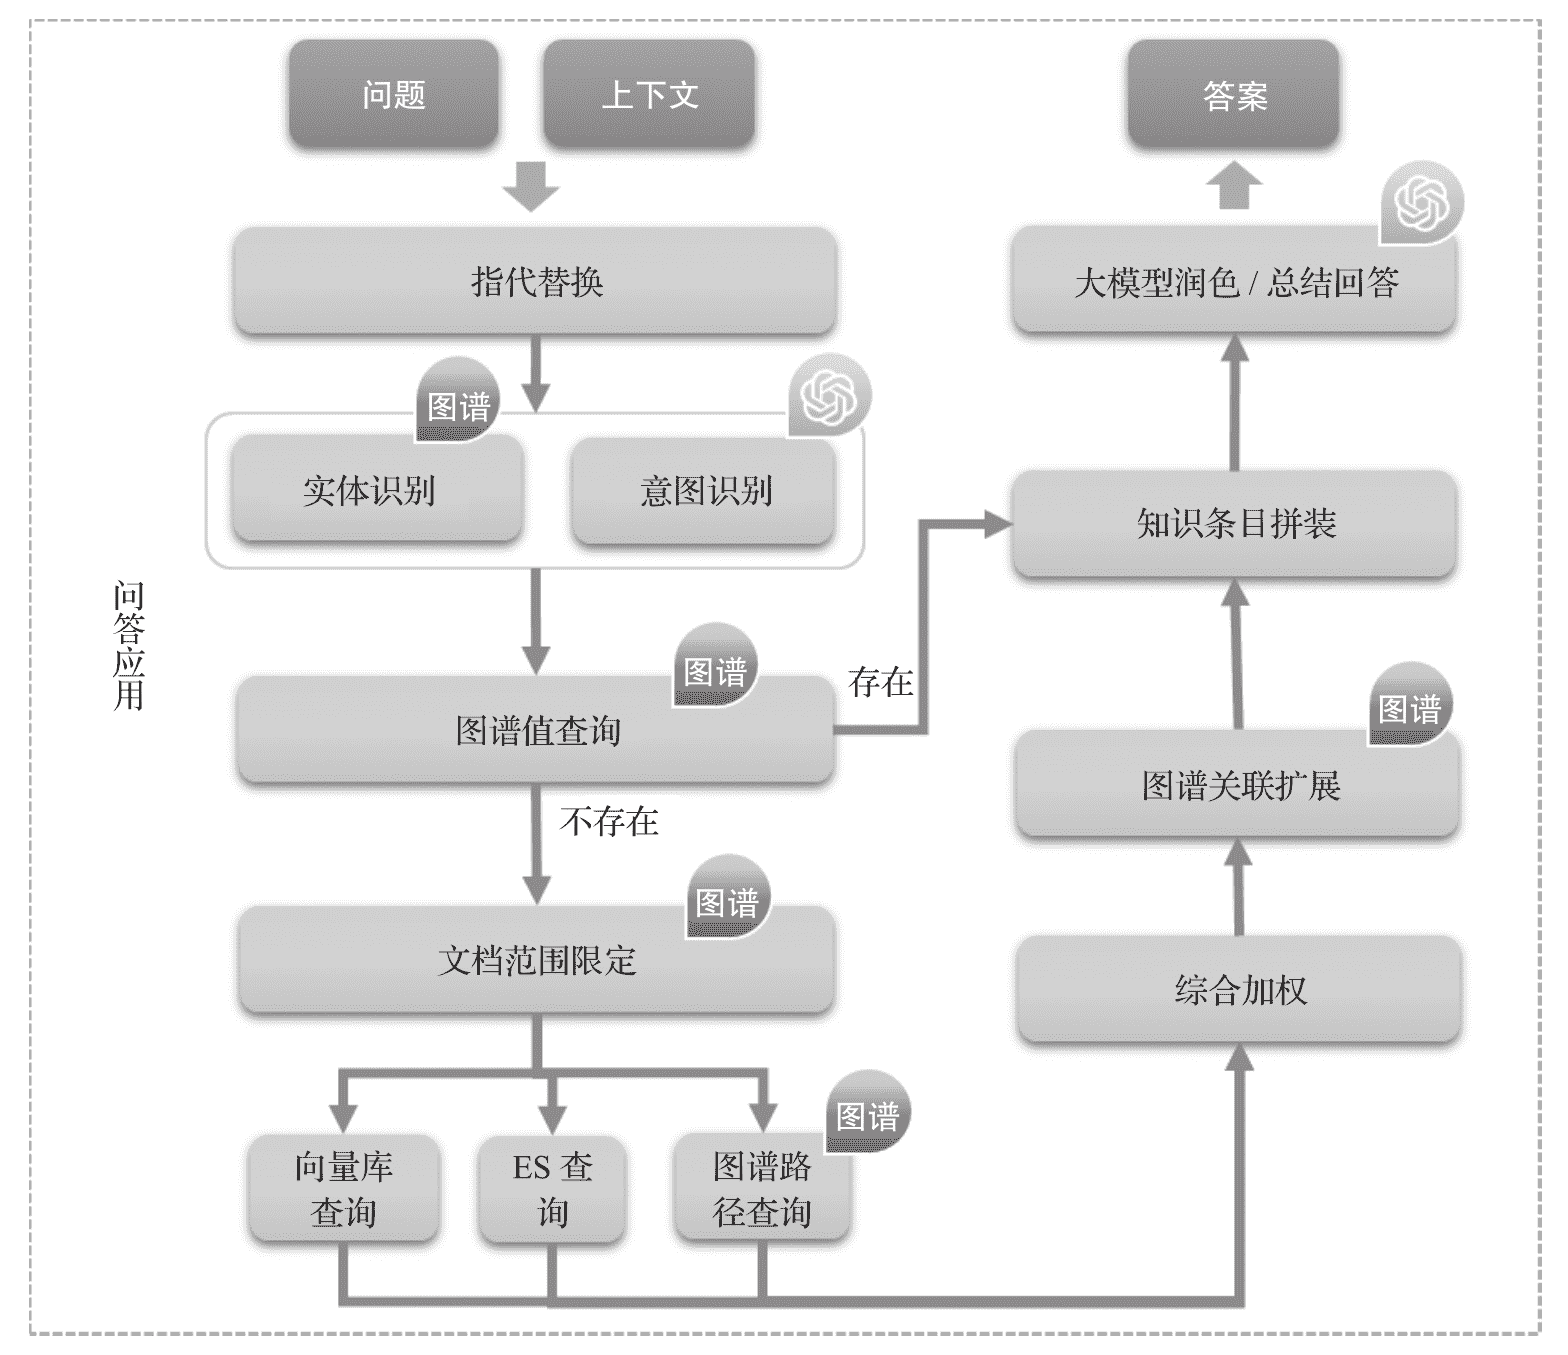 问题
上下文
指代替换
图谱
实体识别
意图识别
问答应用
图谱
图谱值查询
存在
不存在
图谱
文档范围限定
向量库
查询
ES 查
询
图谱
图谱路
径查询
答案
大模型润色 / 总结回答
知识条目拼装
图谱
图谱关联扩展
综合加权